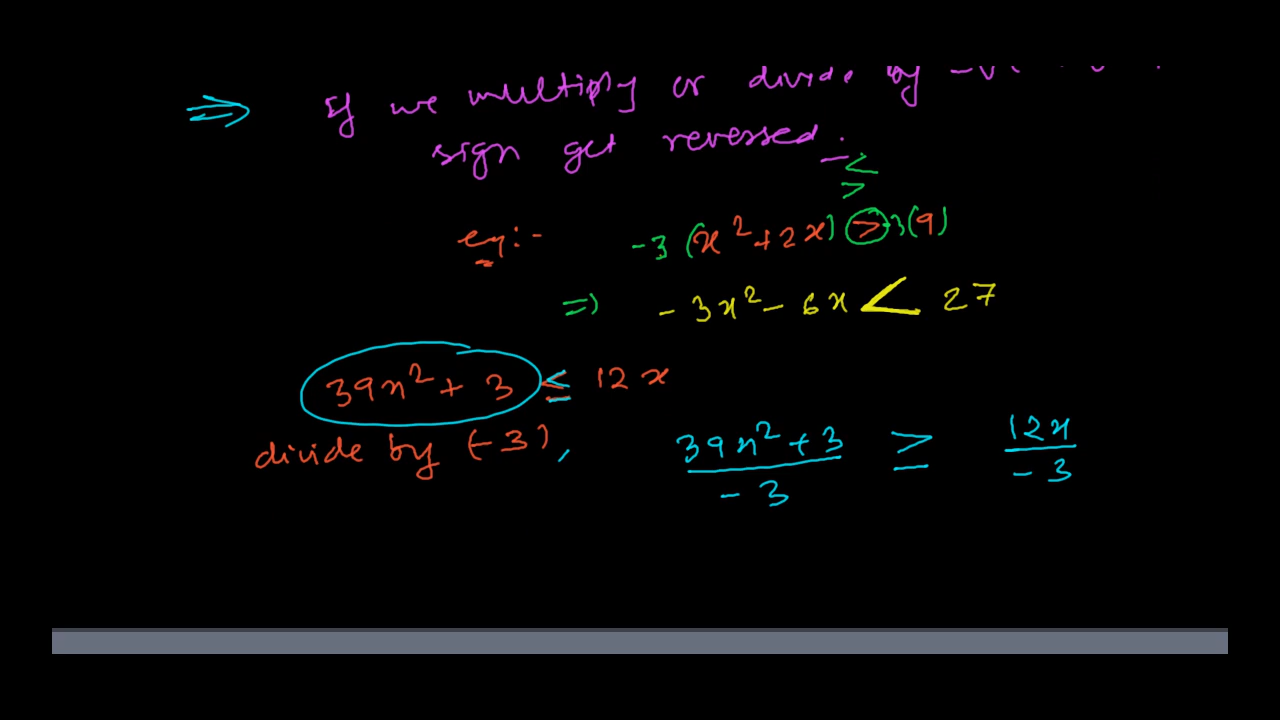 ⇒ If we multiply or divide by -ve
sign get reversed.
<
>
eg:- -3(x²+2x) > -3(9)
⇒ -3x² - 6x < 27
39x² + 3 ≤ 12x
divide by (-3), (39x² + 3)/-3 ≥ 12x/-3